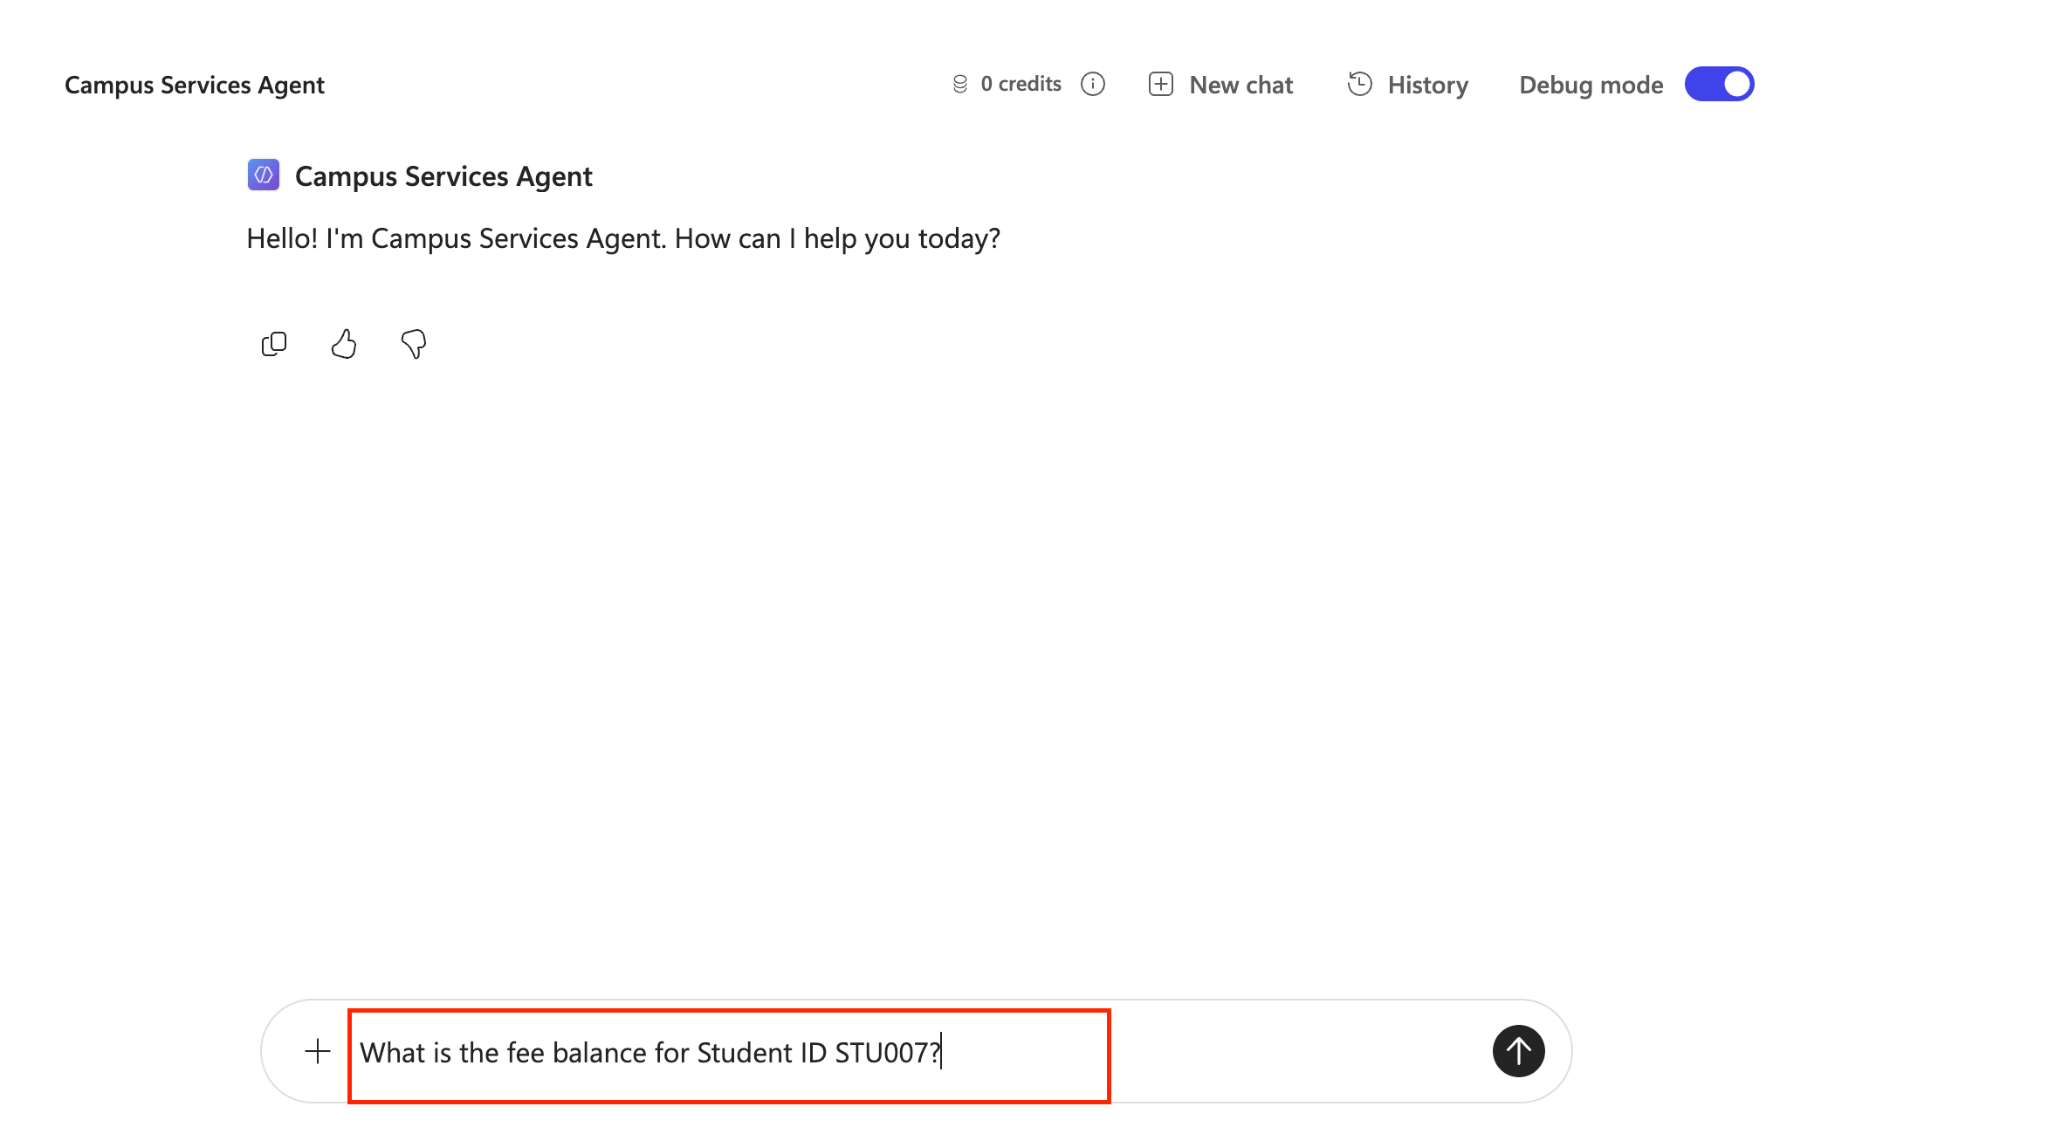 Campus Services Agent
0 credits
New chat
History
Debug mode
Campus Services Agent
Hello! I'm Campus Services Agent. How can I help you today?
What is the fee balance for Student ID STU007?